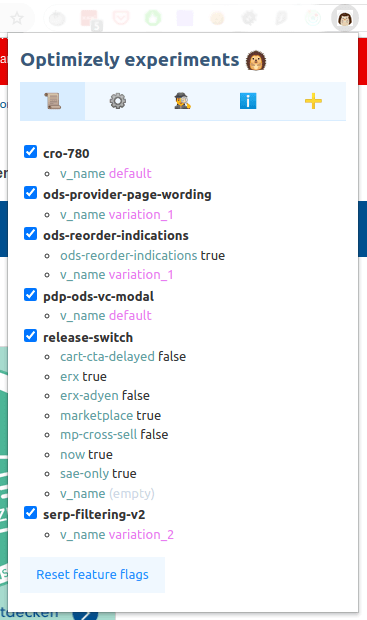 3
Optimizely experiments
cro-780
v_name default
ods-provider-page-wording
v_name variation_1
ods-reorder-indications
ods-reorder-indications true
v_name variation_1
pdp-ods-vc-modal
v_name default
release-switch
cart-cta-delayed false
erx true
erx-adyen false
marketplace true
mp-cross-sell false
now true
sae-only true
v_name (empty)
serp-filtering-v2
v_name variation_2
Reset feature flags